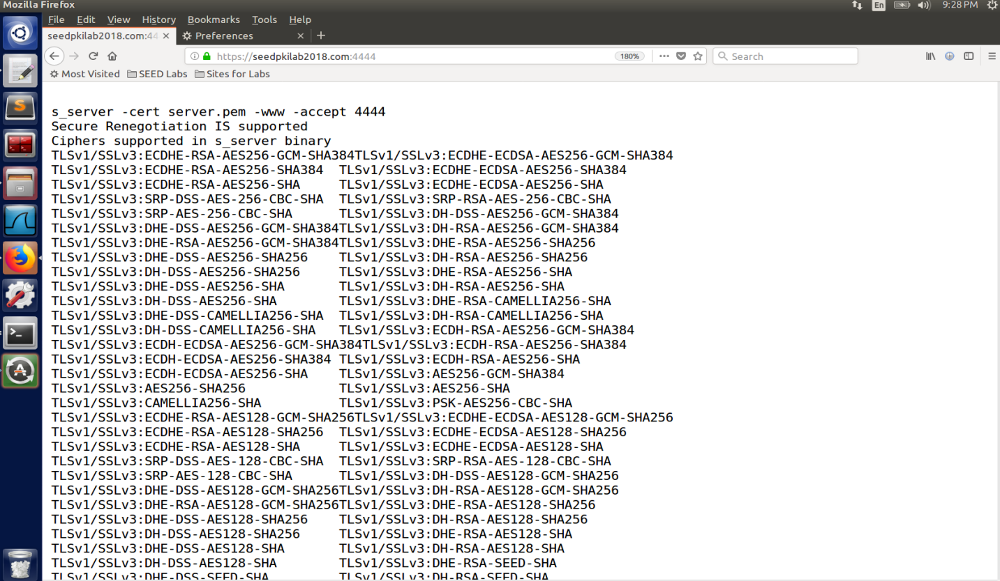 Mozilla Firefox
En 9:28 PM
File Edit View History Bookmarks Tools Help
seedpkilab2018.com:44 Preferences
https://seedpkilab2018.com:4444 180% Search
Most Visited SEED Labs Sites for Labs
s_server -cert server.pem -www -accept 4444
Secure Renegotiation IS supported
Ciphers supported in s_server binary
TLSv1/SSLv3:ECDHE-RSA-AES256-GCM-SHA384TLSv1/SSLv3:ECDHE-ECDSA-AES256-GCM-SHA384
TLSv1/SSLv3:ECDHE-RSA-AES256-SHA384 TLSv1/SSLv3:ECDHE-ECDSA-AES256-SHA384
TLSv1/SSLv3:ECDHE-RSA-AES256-SHA TLSv1/SSLv3:ECDHE-ECDSA-AES256-SHA
TLSv1/SSLv3:SRP-DSS-AES-256-CBC-SHA TLSv1/SSLv3:SRP-RSA-AES-256-CBC-SHA
TLSv1/SSLv3:SRP-AES-256-CBC-SHA TLSv1/SSLv3:DH-DSS-AES256-GCM-SHA384
TLSv1/SSLv3:DHE-DSS-AES256-GCM-SHA384TLSv1/SSLv3:DH-RSA-AES256-GCM-SHA384
TLSv1/SSLv3:DHE-RSA-AES256-GCM-SHA384TLSv1/SSLv3:DHE-RSA-AES256-SHA256
TLSv1/SSLv3:DHE-DSS-AES256-SHA256 TLSv1/SSLv3:DH-RSA-AES256-SHA256
TLSv1/SSLv3:DH-DSS-AES256-SHA256 TLSv1/SSLv3:DHE-RSA-AES256-SHA
TLSv1/SSLv3:DHE-DSS-AES256-SHA TLSv1/SSLv3:DH-RSA-AES256-SHA
TLSv1/SSLv3:DH-DSS-AES256-SHA TLSv1/SSLv3:DHE-RSA-CAMELLIA256-SHA
TLSv1/SSLv3:DHE-DSS-CAMELLIA256-SHA TLSv1/SSLv3:DH-RSA-CAMELLIA256-SHA
TLSv1/SSLv3:DH-DSS-CAMELLIA256-SHA TLSv1/SSLv3:ECDH-RSA-AES256-GCM-SHA384
TLSv1/SSLv3:ECDH-ECDSA-AES256-GCM-SHA384TLSv1/SSLv3:ECDH-RSA-AES256-SHA384
TLSv1/SSLv3:ECDH-ECDSA-AES256-SHA384 TLSv1/SSLv3:ECDH-RSA-AES256-SHA
TLSv1/SSLv3:ECDH-ECDSA-AES256-SHA TLSv1/SSLv3:AES256-GCM-SHA384
TLSv1/SSLv3:AES256-SHA256 TLSv1/SSLv3:AES256-SHA
TLSv1/SSLv3:CAMELLIA256-SHA TLSv1/SSLv3:PSK-AES256-CBC-SHA
TLSv1/SSLv3:ECDHE-RSA-AES128-GCM-SHA256TLSv1/SSLv3:ECDHE-ECDSA-AES128-GCM-SHA256
TLSv1/SSLv3:ECDHE-RSA-AES128-SHA256 TLSv1/SSLv3:ECDHE-ECDSA-AES128-SHA256
TLSv1/SSLv3:ECDHE-RSA-AES128-SHA TLSv1/SSLv3:ECDHE-ECDSA-AES128-SHA
TLSv1/SSLv3:SRP-DSS-AES-128-CBC-SHA TLSv1/SSLv3:SRP-RSA-AES-128-CBC-SHA
TLSv1/SSLv3:SRP-AES-128-CBC-SHA TLSv1/SSLv3:DH-DSS-AES128-GCM-SHA256
TLSv1/SSLv3:DHE-DSS-AES128-GCM-SHA256TLSv1/SSLv3:DH-RSA-AES128-GCM-SHA256
TLSv1/SSLv3:DHE-RSA-AES128-GCM-SHA256TLSv1/SSLv3:DHE-RSA-AES128-SHA256
TLSv1/SSLv3:DHE-DSS-AES128-SHA256 TLSv1/SSLv3:DH-RSA-AES128-SHA256
TLSv1/SSLv3:DH-DSS-AES128-SHA256 TLSv1/SSLv3:DHE-RSA-AES128-SHA
TLSv1/SSLv3:DHE-DSS-AES128-SHA TLSv1/SSLv3:DH-RSA-AES128-SHA
TLSv1/SSLv3:DH-DSS-AES128-SHA TLSv1/SSLv3:DHE-RSA-SEED-SHA
TLSv1/SSLv3:DHE-DSS-SEED-SHA TLSv1/SSLv3:DH-RSA-SEED-SHA